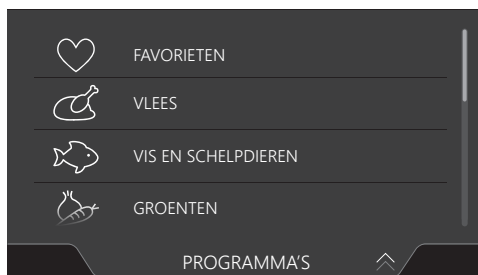 FAVORIETEN
VLEES
VIS EN SCHELPDIEREN
GROENTEN
PROGRAMMA'S